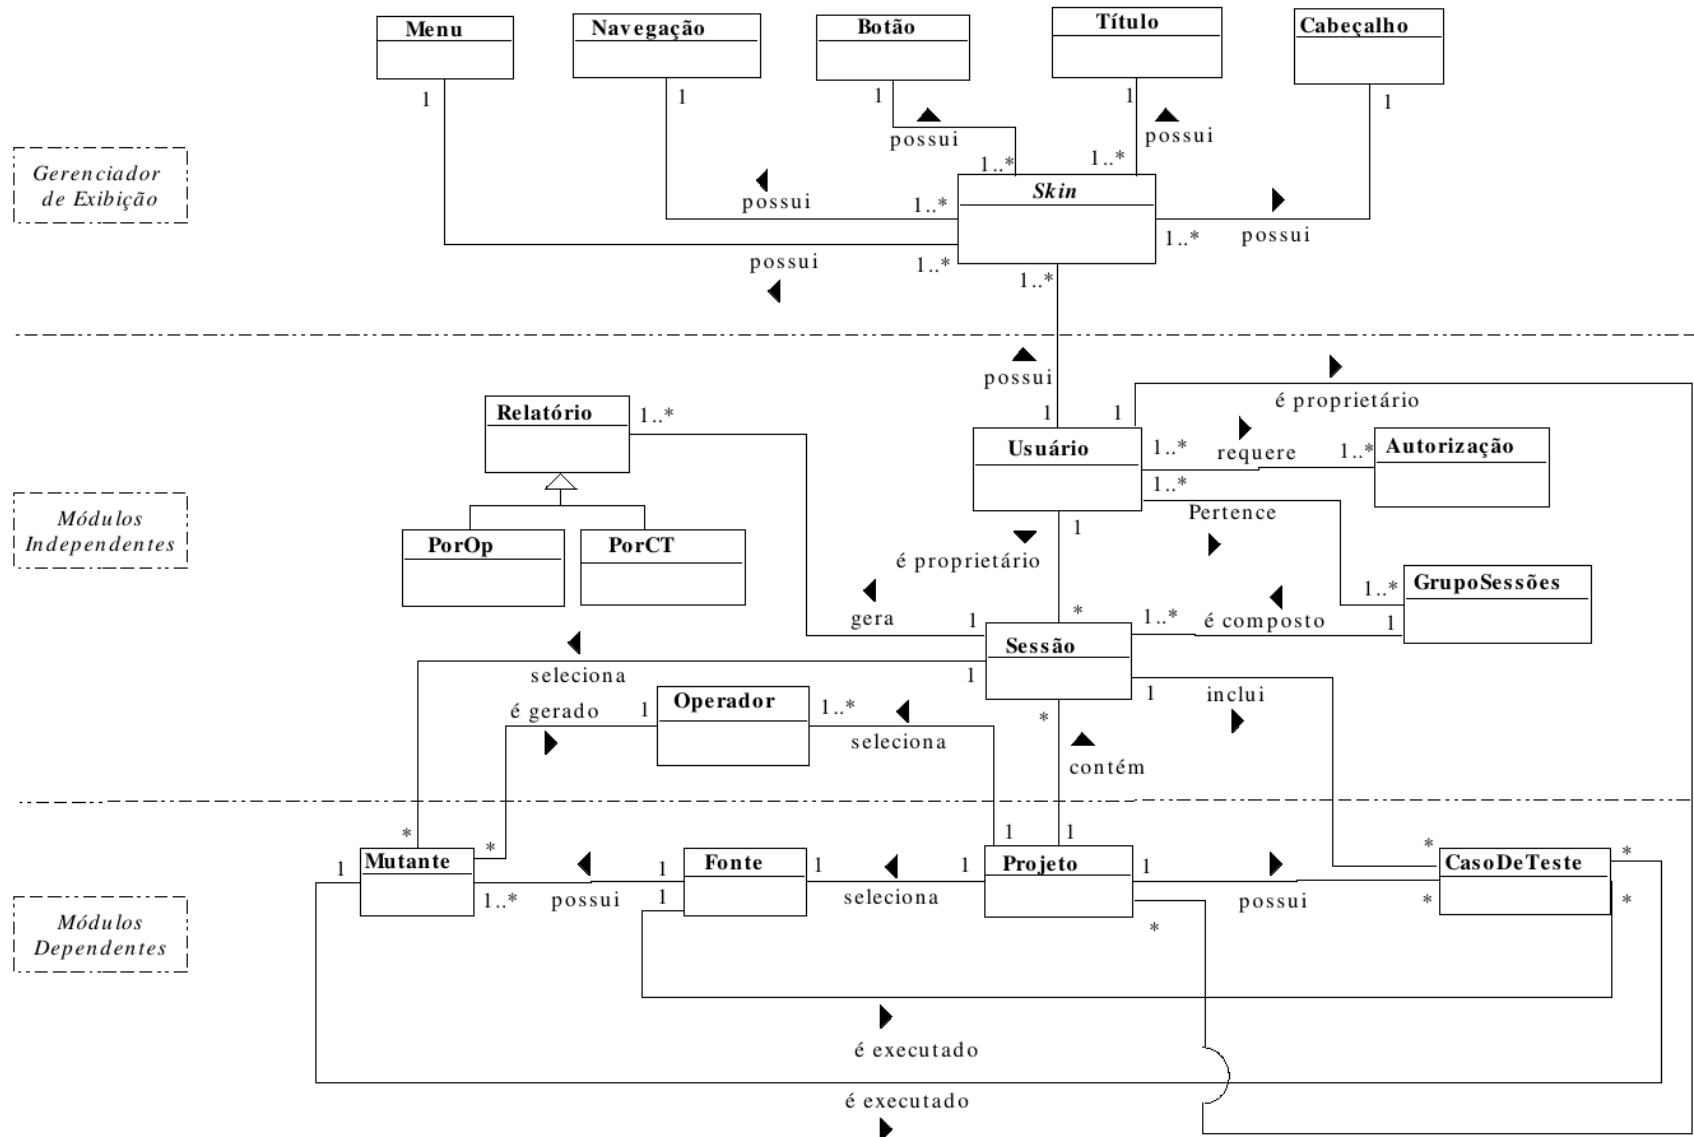 Menu
Navegação
Botão
Título
Cabeçalho
1
1
1
1
1
possui
possui
1..*
1..*
Gerenciador
de Exibição
Skin
possui
1..*
1..*
possui
possui
1..*
1..*
possui
é proprietário
1
1
Relatório
1..*
Usuário
1..*
requere
1..*
Autorização
1..*
Pertence
Módulos
Independentes
PorOp
PorCT
1
é proprietário
1..*
GrupoSessões
gera
1
*
1..*
é composto
1
Sessão
seleciona
1
1
inclui
é gerado
1
Operador
1..*
seleciona
*
contém
*
*
1
1
*
*
1
Mutante
1
Fonte
1
seleciona
1
Projeto
1
possui
CasoDeTeste
1..*
possui
1
*
*
*
Módulos
Dependentes
é executado
é executado